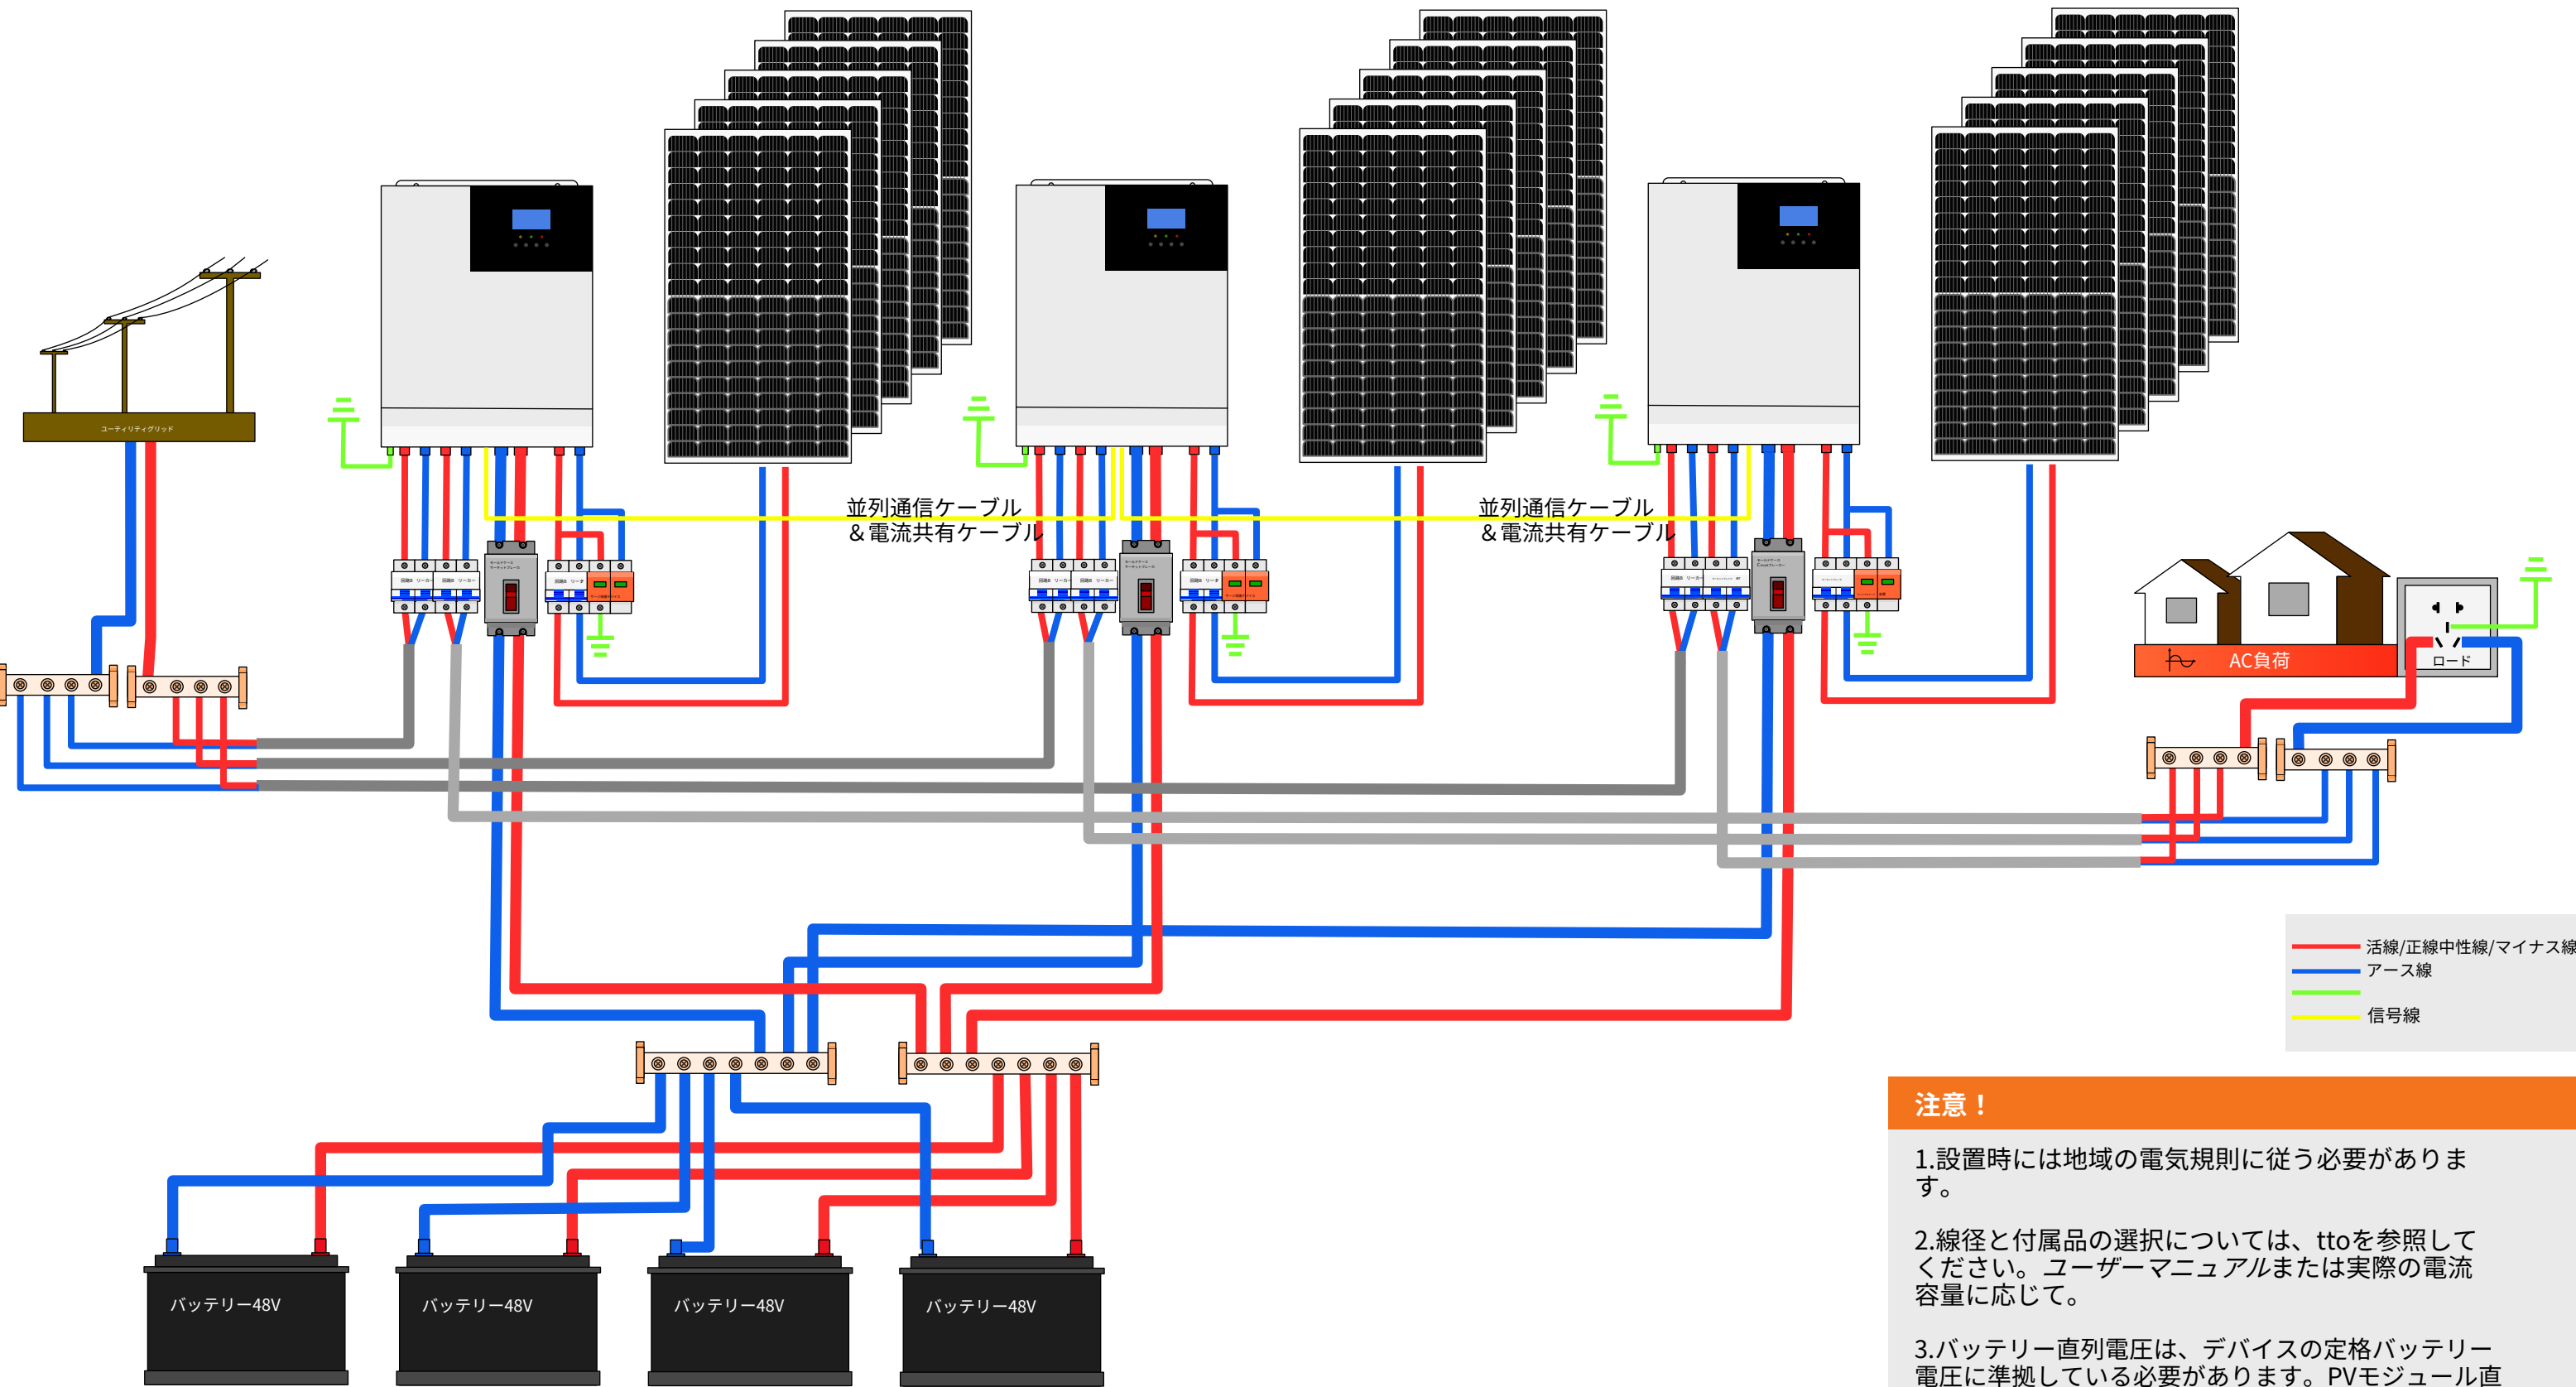 ユーティリティグリッド
並列通信ケーブル
＆電流共有ケーブル
並列通信ケーブル
＆電流共有ケーブル
AC負荷
ロード
活線/正線中性線/マイナス線
アース線
信号線
注意！
1.設置時には地域の電気規則に従う必要がありま
す。
2.線径と付属品の選択については、ttoを参照して
ください。ユーザーマニュアルまたは実際の電流
容量に応じて。
3.バッテリー直列電圧は、デバイスの定格バッテリー
電圧に準拠している必要があります。PVモジュール直
バッテリー48V
バッテリー48V
バッテリー48V
バッテリー48V